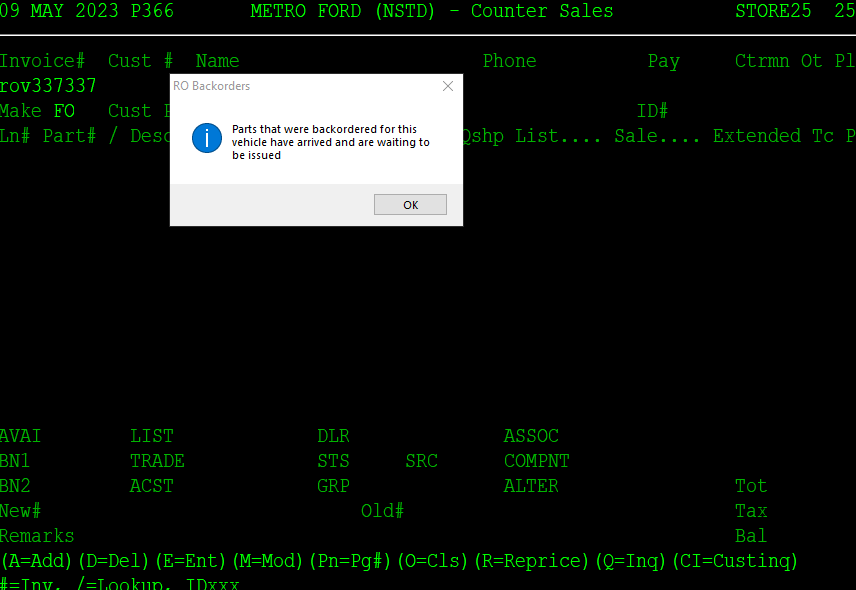 09 MAY 2023 P366 METRO FORD (NSTD) - Counter Sales STORE25 25
Invoice# Cust # Name Phone Pay Ctrmn Ot Pl
rov337337
RO Backorders
Make FO Cust ID#
Ln# Part# / Desc Qshp List.... Sale.... Extended Tc P
Parts that were backordered for this
vehicle have arrived and are waiting to
be issued
OK
AVAI LIST DLR ASSOC
BN1 TRADE STS SRC COMPNT
BN2 ACST GRP ALTER Tot
New# Old# Tax
Remarks Bal
(A=Add)(D=Del)(E=Ent)(M=Mod)(Pn=Pg#)(O=Cls)(R=Reprice)(Q=Inq)(CI=Custinq)
#=Inv, /=Lookup, IDxxx